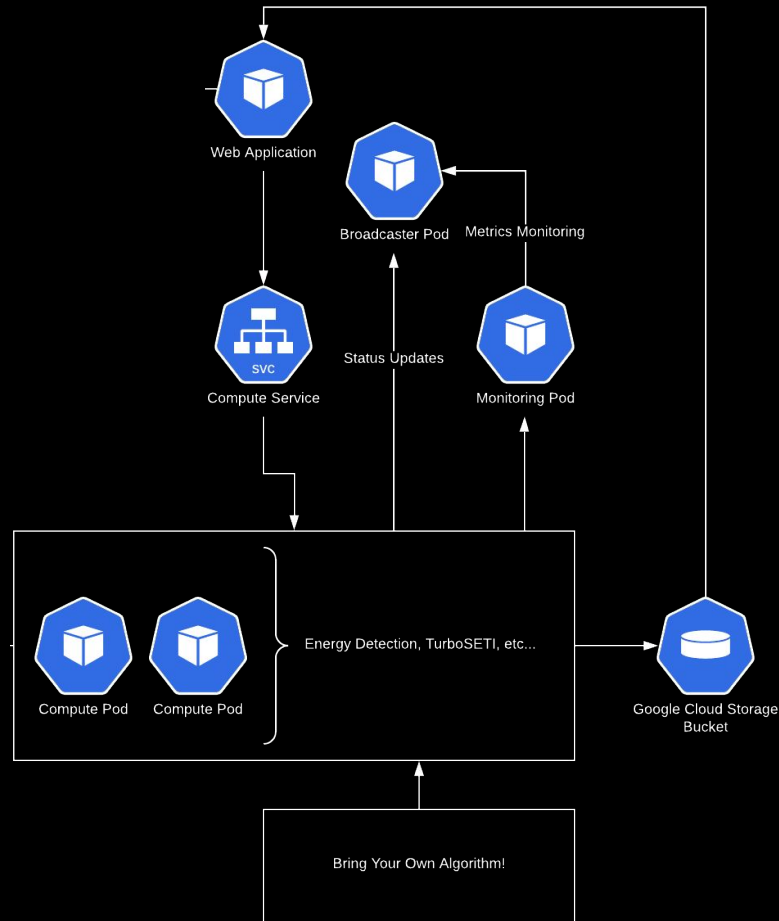 Web Application
Broadcaster Pod
Metrics Monitoring
svc
Compute Service
Status Updates
Monitoring Pod
Energy Detection, TurboSETI, etc...
Compute Pod
Compute Pod
Google Cloud Storage
Bucket
Bring Your Own Algorithm!